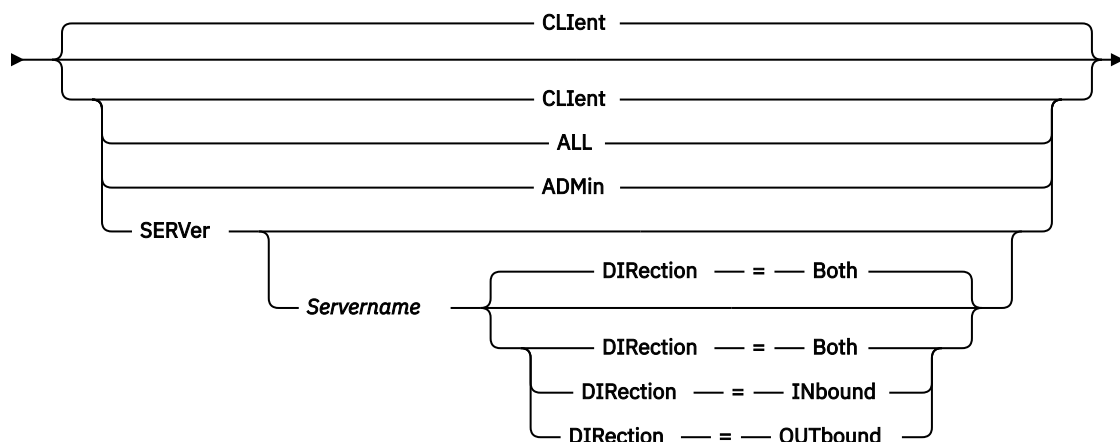 CLIent
CLIent
ALL
ADMin
SERVer
DIRection = Both
Servername
DIRection = Both
DIRection = INbound
DIRection = OUTbound